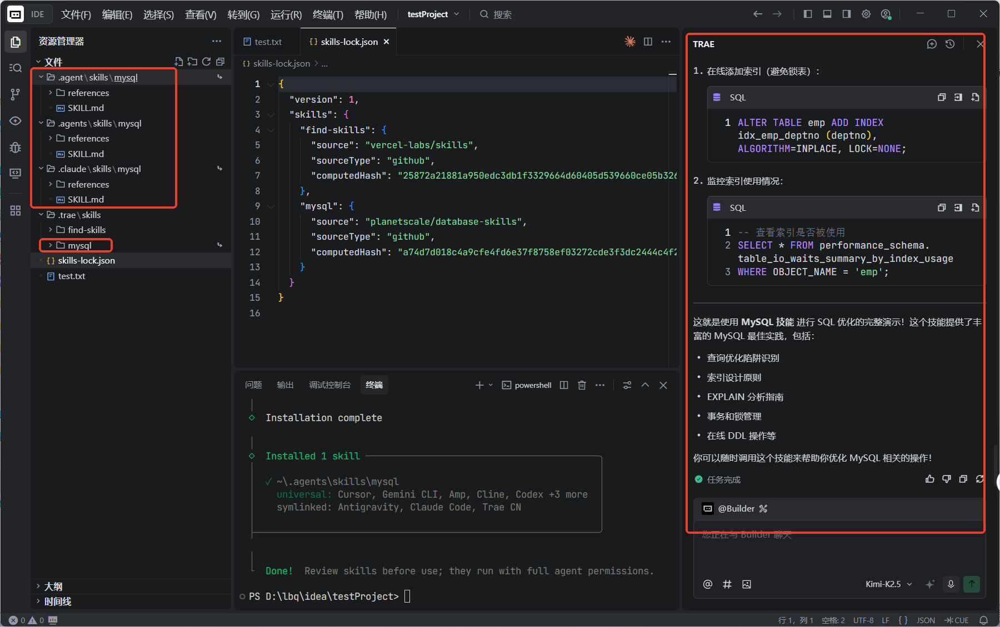 IDE 文件(F) 编辑(E) 选择(S) 查看(V) 转到(G) 运行(R) 终端(T) 帮助(H) testProject 搜索
资源管理器
文件
.agent\skills\mysql
references
SKILL.md
.agents\skills\mysql
references
SKILL.md
.claude\skills\mysql
references
SKILL.md
.trae\skills
find-skills
mysql
{} skills-lock.json
test.txt
大纲
时间线
test.txt {} skills-lock.json
{} skills-lock.json > ...
1 {
2 "version": 1,
3 "skills": {
4 "find-skills": {
5 "source": "vercel-labs/skills",
6 "sourceType": "github",
7 "computedHash": "25872a21881a950edc3db1f3329664d60405d539660ce05b326
8 },
9 "mysql": {
10 "source": "planetscale/database-skills",
11 "sourceType": "github",
12 "computedHash": "a74d7d018c4a9cfe4fd6e37f8758ef03272cde3f3dc2444c4f2
13 }
14 }
15 }
16
问题 输出 调试控制台 终端 powershell
Installation complete
Installed 1 skill
✓ ~\.agents\skills\mysql
universal: Cursor, Gemini CLI, Amp, Cline, Codex +3 more
symlinked: Antigravity, Claude Code, Trae CN
Done! Review skills before use; they run with full agent permissions.
PS D:\lbq\idea\testProject>
TRAE
1. 在线添加索引（避免锁表）：
SQL
1 ALTER TABLE emp ADD INDEX
idx_emp_deptno (deptno),
ALGORITHM=INPLACE, LOCK=NONE;
2. 监控索引使用情况：
SQL
1 -- 查看索引是否被使用
2 SELECT * FROM performance_schema.
table_io_waits_summary_by_index_usage
3 WHERE OBJECT_NAME = 'emp';
这就是使用 MySQL 技能 进行 SQL 优化的完整演示！这个技能提供了丰
富的 MySQL 最佳实践，包括：
• 查询优化陷阱识别
• 索引设计原则
• EXPLAIN 分析指南
• 事务和锁管理
• 在线 DDL 操作等
你可以随时调用这个技能来帮助你优化 MySQL 相关的操作！
任务完成
@Builder
您正在与 Builder 聊天
@ # Kimi-K2.5
0 0 行 1，列 1 空格: 2 UTF-8 LF {} JSON CUE